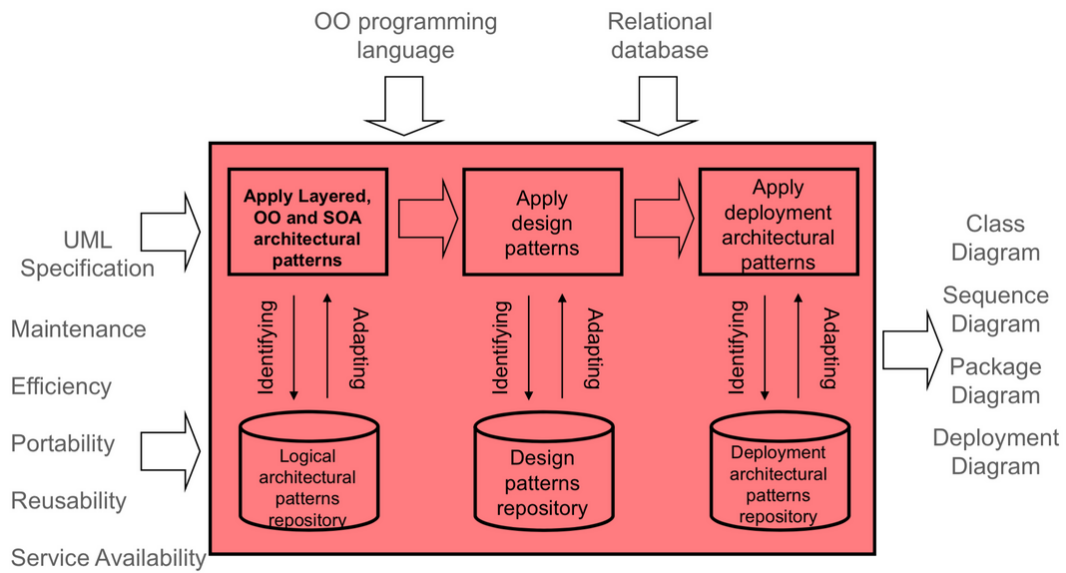 OO programming
language
Relational
database
UML
Specification
Maintenance
Efficiency
Portability
Reusability
Service Availability
Apply Layered,
OO and SOA
architectural
patterns
Apply
design
patterns
Apply
deployment
architectural
patterns
Identifying
Adapting
Identifying
Adapting
Identifying
Adapting
Logical
architectural
patterns
repository
Design
patterns
repository
Deployment
architectural
patterns
repository
Class
Diagram
Sequence
Diagram
Package
Diagram
Deployment
Diagram